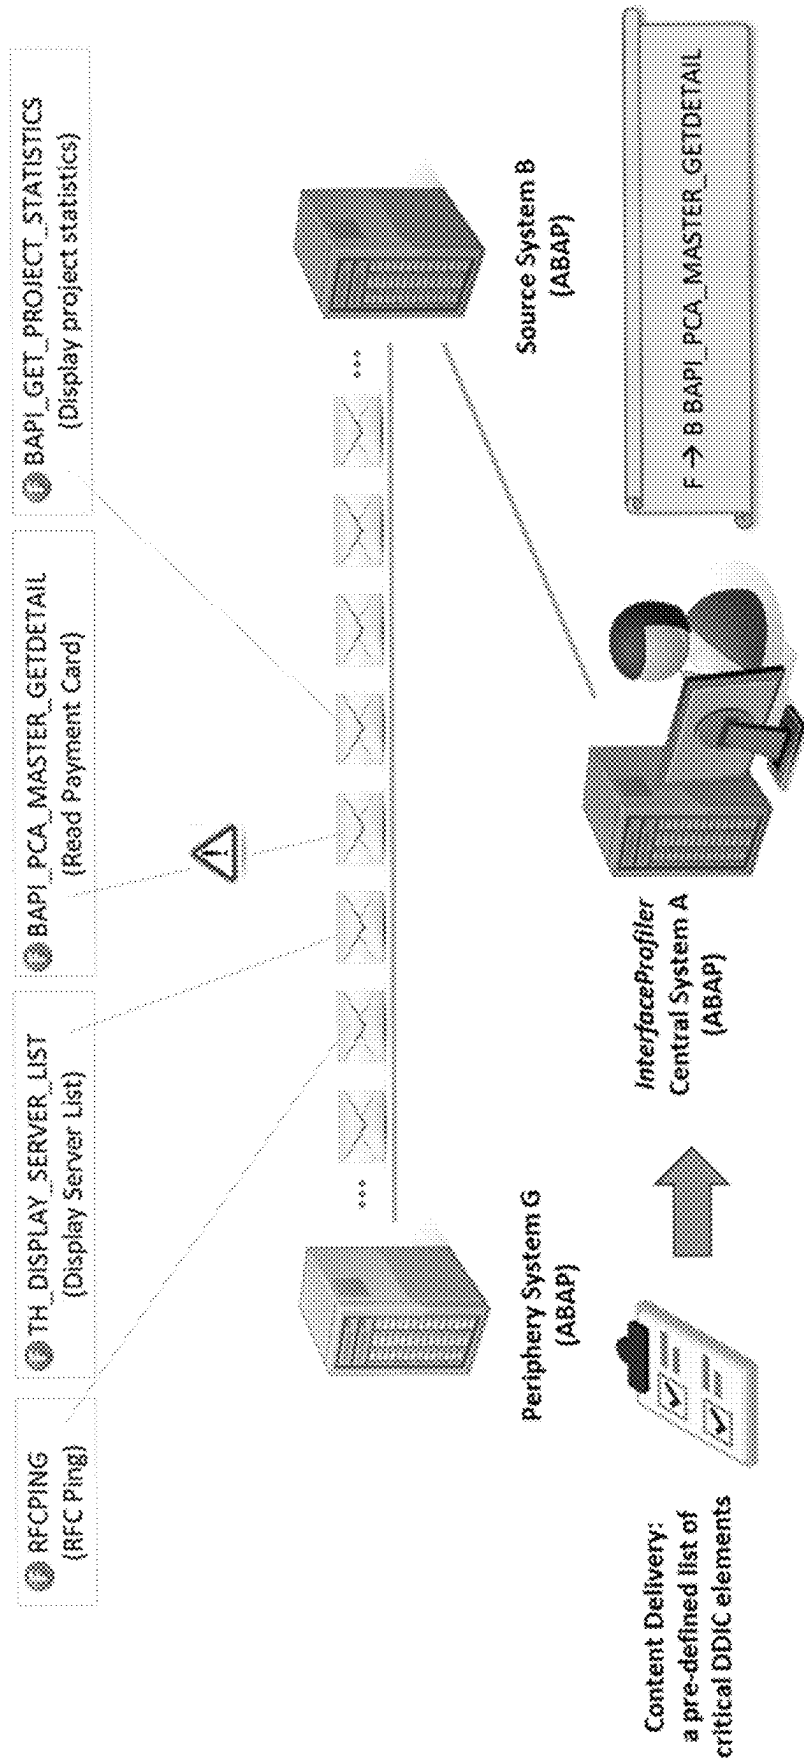 RFCPING
(RFC Ping)
TH_DISPLAY_SERVER_LIST
(Display Server List)
BAPI_PCA_MASTER_GETDETAIL
(Read Payment Card)
BAPI_GET_PROJECT_STATISTICS
(Display project statistics)
...
...
Periphery System G
(ABAP)
Source System B
(ABAP)
Content Delivery:
a pre-defined list of
critical DDIC elements
InterfaceProfiler
Central System A
(ABAP)
F → B BAPI_PCA_MASTER_GETDETAIL